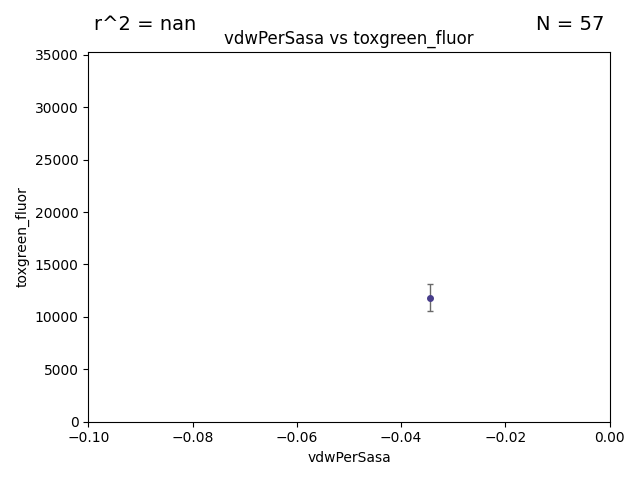 r^2 = nan
N = 57
vdwPerSasa vs toxgreen_fluor
35000
30000
25000
20000
15000
10000
5000
0
toxgreen_fluor
−0.10
−0.08
−0.06
−0.04
−0.02
0.00
vdwPerSasa